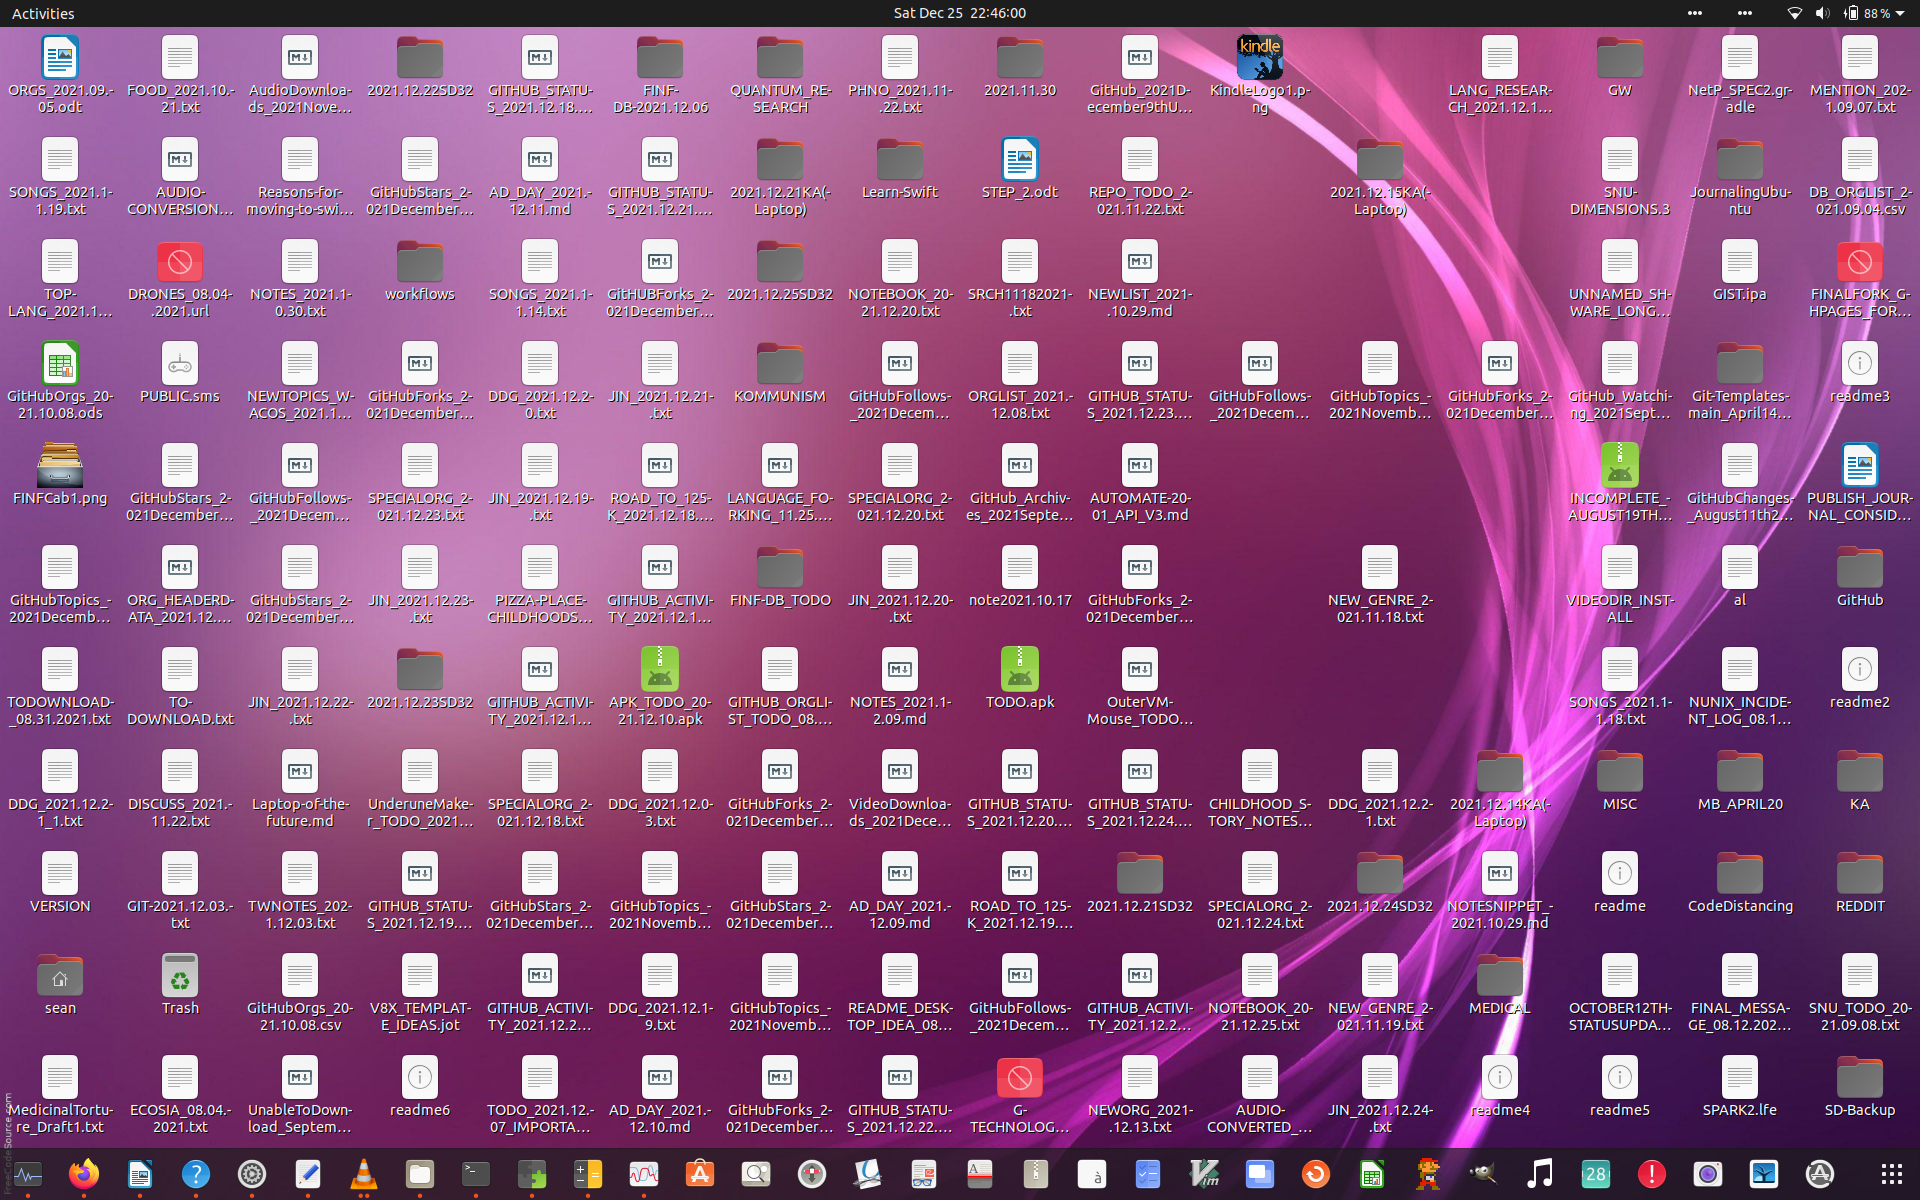 Activities
Sat Dec 25 22:46:00
88 %
ORGS_2021.09.-
05.odt
FOOD_2021.10.-
21.txt
AudioDownloa-
ds_2021Nove...
2021.12.22SD32
GITHUB_STATU-
S_2021.12.18....
FINF-
DB-2021.12.06
QUANTUM_RE-
SEARCH
PHNO_2021.11-
.22.txt
2021.11.30
GitHub_2021D-
ecember9thU...
kindle
KindleLogo1.p-
ng
LANG_RESEAR-
CH_2021.12.1...
GW
NetP_SPEC2.gr-
adle
MENTION_202-
1.09.07.txt
SONGS_2021.1-
1.19.txt
AUDIO-
CONVERSION...
Reasons-for-
moving-to-swi...
GitHubStars_2-
021December...
AD_DAY_2021.-
12.11.md
GITHUB_STATU-
S_2021.12.21....
2021.12.21KA(-
Laptop)
Learn-Swift
STEP_2.odt
REPO_TODO_2-
021.11.22.txt
2021.12.15KA(-
Laptop)
SNU-
DIMENSIONS.3
JournalingUbu-
ntu
DB_ORGLIST_2-
021.09.04.csv
TOP-
LANG_2021.1...
DRONES_08.04-
.2021.url
NOTES_2021.1-
0.30.txt
workflows
SONGS_2021.1-
1.14.txt
GitHUBForks_2-
021December...
2021.12.25SD32
NOTEBOOK_20-
21.12.20.txt
SRCH11182021-
.txt
NEWLIST_2021-
.10.29.md
UNNAMED_SH-
WARE_LONG...
GIST.ipa
FINALFORK_G-
HPAGES_FOR...
GitHubOrgs_20-
21.10.08.ods
PUBLIC.sms
NEWTOPICS_W-
ACOS_2021.1...
GitHubForks_2-
021December...
DDG_2021.12.2-
0.txt
JIN_2021.12.21-
.txt
KOMMUNISM
GitHubFollows-
_2021Decem...
ORGLIST_2021.-
12.08.txt
GITHUB_STATU-
S_2021.12.23....
GitHubFollows-
_2021Decem...
GitHubTopics_-
2021Novemb...
GitHubForks_2-
021December...
GitHub_Watchi-
ng_2021Sept...
Git-Templates-
main_April14...
readme3
FINFCab1.png
GitHubStars_2-
021December...
GitHubFollows-
_2021Decem...
SPECIALORG_2-
021.12.23.txt
JIN_2021.12.19-
.txt
ROAD_TO_125-
K_2021.12.18....
LANGUAGE_FO-
RKING_11.25....
SPECIALORG_2-
021.12.20.txt
GitHub_Archiv-
es_2021Septe...
AUTOMATE-20-
01_API_V3.md
INCOMPLETE_-
AUGUST19TH...
GitHubChanges-
_August11th2...
PUBLISH_JOUR-
NAL_CONSID...
GitHubTopics_-
2021Decemb...
ORG_HEADERD-
ATA_2021.12....
GitHubStars_2-
021December...
JIN_2021.12.23-
.txt
PIZZA-PLACE-
CHILDHOODS...
GITHUB_ACTIVI-
TY_2021.12.1...
FINF-DB_TODO
JIN_2021.12.20-
.txt
note2021.10.17
GitHubForks_2-
021December...
NEW_GENRE_2-
021.11.18.txt
VIDEODIR_INST-
ALL
al
GitHub
TODOWNLOAD-
_08.31.2021.txt
TO-
DOWNLOAD.txt
JIN_2021.12.22-
.txt
2021.12.23SD32
GITHUB_ACTIVI-
TY_2021.12.1...
APK_TODO_20-
21.12.10.apk
GITHUB_ORGLI-
ST_TODO_08....
NOTES_2021.1-
2.09.md
TODO.apk
OuterVM-
Mouse_TODO...
SONGS_2021.1-
1.18.txt
NUNIX_INCIDE-
NT_LOG_08.1...
readme2
DDG_2021.12.2-
1_1.txt
DISCUSS_2021.-
11.22.txt
Laptop-of-the-
future.md
UnderuneMake-
r_TODO_2021...
SPECIALORG_2-
021.12.18.txt
DDG_2021.12.0-
3.txt
GitHubForks_2-
021December...
VideoDownloa-
ds_2021Dece...
GITHUB_STATU-
S_2021.12.20....
GITHUB_STATU-
S_2021.12.24....
CHILDHOOD_S-
TORY_NOTES...
DDG_2021.12.2-
1.txt
2021.12.14KA(-
Laptop)
MISC
MB_APRIL20
KA
VERSION
GIT-2021.12.03.-
txt
TWNOTES_202-
1.12.03.txt
GITHUB_STATU-
S_2021.12.19....
GitHubStars_2-
021December...
GitHubTopics_-
2021Novemb...
GitHubStars_2-
021December...
AD_DAY_2021.-
12.09.md
ROAD_TO_125-
K_2021.12.19....
2021.12.21SD32
SPECIALORG_2-
021.12.24.txt
2021.12.24SD32
NOTESNIPPET_-
2021.10.29.md
readme
CodeDistancing
REDDIT
sean
Trash
GitHubOrgs_20-
21.10.08.csv
V8X_TEMPLAT-
E_IDEAS.jot
GITHUB_ACTIVI-
TY_2021.12.2...
DDG_2021.12.1-
9.txt
GitHubTopics_-
2021Novemb...
README_DESK-
TOP_IDEA_08...
GitHubFollows-
_2021Decem...
GITHUB_ACTIVI-
TY_2021.12.2...
NOTEBOOK_20-
21.12.25.txt
NEW_GENRE_2-
021.11.19.txt
MEDICAL
OCTOBER12TH-
STATUSUPDA...
FINAL_MESSA-
GE_08.12.202...
SNU_TODO_20-
21.09.08.txt
MedicinalTortu-
re_Draft1.txt
ECOSIA_08.04.-
2021.txt
UnableToDown-
load_Septem...
readme6
TODO_2021.12.-
07_IMPORTA...
AD_DAY_2021.-
12.10.md
GitHubForks_2-
021December...
GITHUB_STATU-
S_2021.12.22....
G-
TECHNOLOG...
NEWORG_2021-
.12.13.txt
AUDIO-
CONVERTED_...
JIN_2021.12.24-
.txt
readme4
readme5
SPARK2.lfe
SD-Backup
FreeCodeSource.com
28